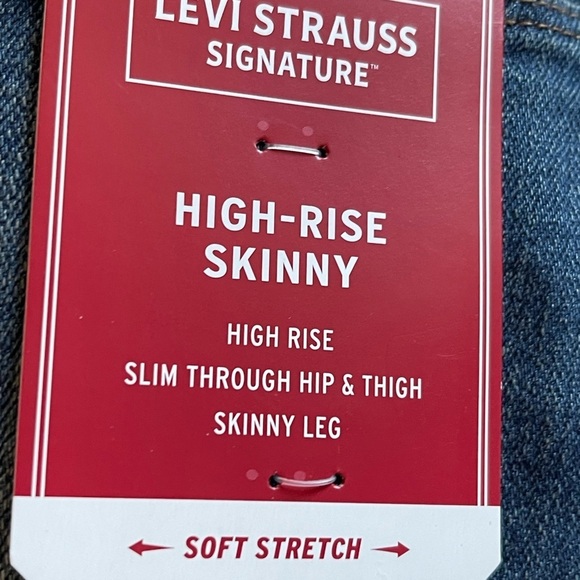 LEVI STRAUSS
SIGNATURE™
HIGH-RISE
SKINNY
HIGH RISE
SLIM THROUGH HIP & THIGH
SKINNY LEG
SOFT STRETCH